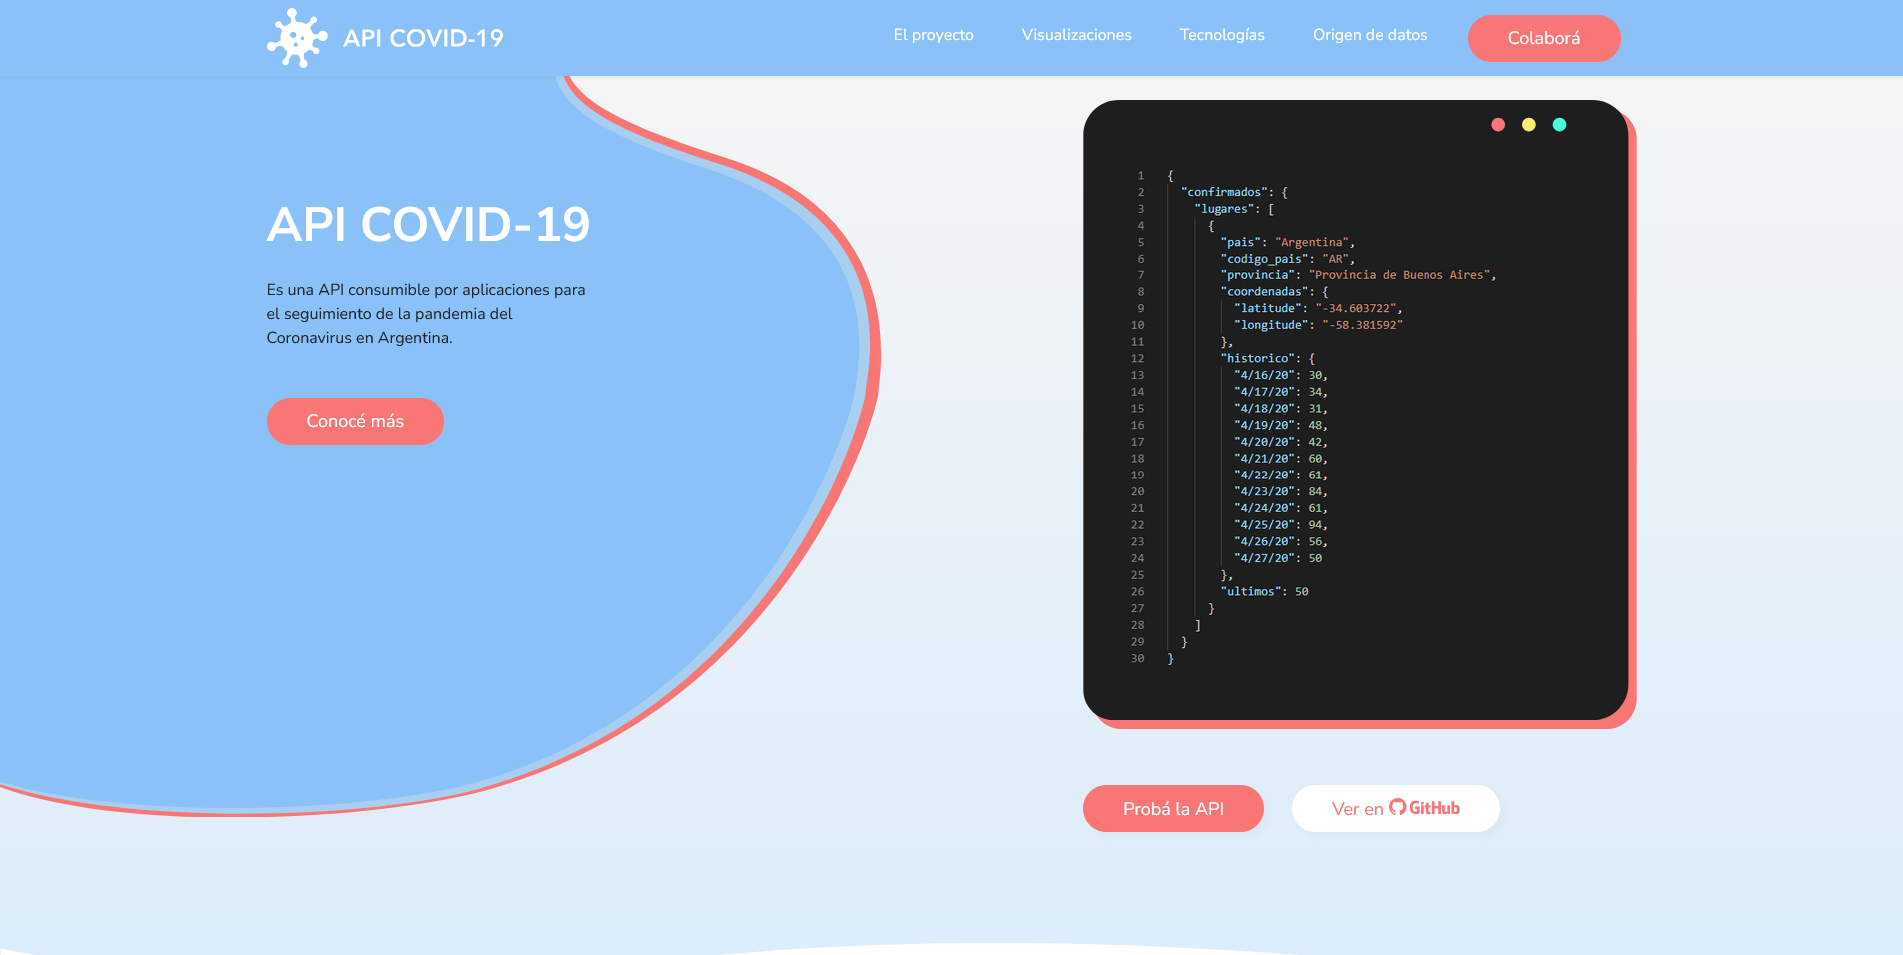 API COVID-19
El proyecto
Visualizaciones
Tecnologías
Origen de datos
Colaborá
API COVID-19
Es una API consumible por aplicaciones para
el seguimiento de la pandemia del
Coronavirus en Argentina.
Conocé más
1 {
2 "confirmados": {
3 "lugares": [
4 {
5 "pais": "Argentina",
6 "codigo_pais": "AR",
7 "provincia": "Provincia de Buenos Aires",
8 "coordenadas": {
9 "latitude": "-34.603722",
10 "longitude": "-58.381592"
11 },
12 "historico": {
13 "4/16/20": 30,
14 "4/17/20": 34,
15 "4/18/20": 31,
16 "4/19/20": 48,
17 "4/20/20": 42,
18 "4/21/20": 60,
19 "4/22/20": 61,
20 "4/23/20": 84,
21 "4/24/20": 61,
22 "4/25/20": 94,
23 "4/26/20": 56,
24 "4/27/20": 50
25 },
26 "ultimos": 50
27 }
28 ]
29 }
30 }
Probá la API
Ver en GitHub